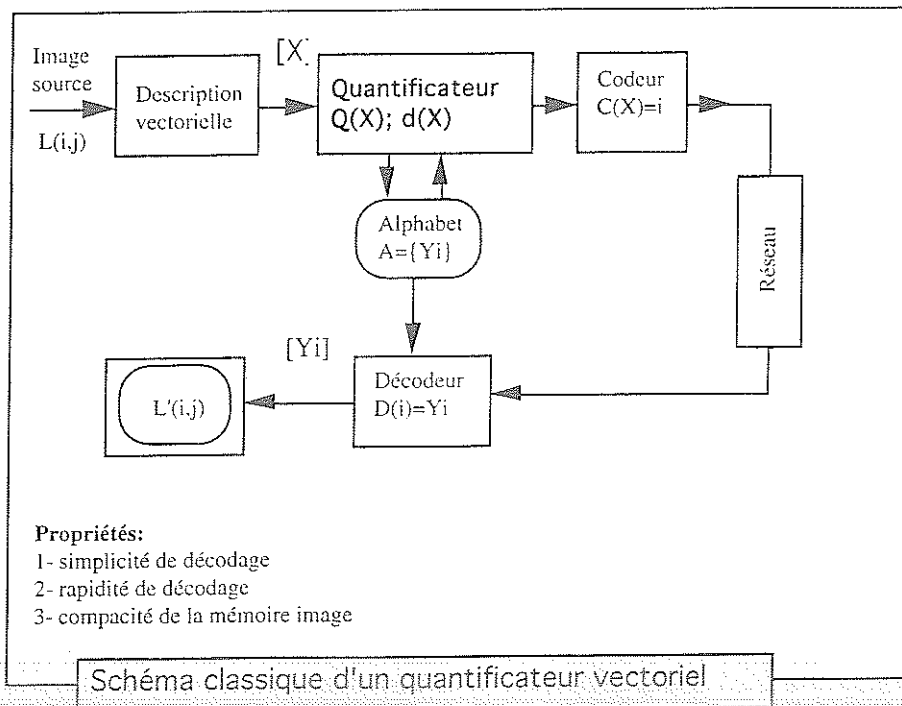 Image
source
L(i,j)
Description
vectorielle
[X]
Quantificateur
Q(X); d(X)
Codeur
C(X)=i
Alphabet
A={Yi}
Réseau
[Yi]
Décodeur
D(i)=Yi
L'(i,j)
Propriétés:
1- simplicité de décodage
2- rapidité de décodage
3- compacité de la mémoire image
Schéma classique d'un quantificateur vectoriel